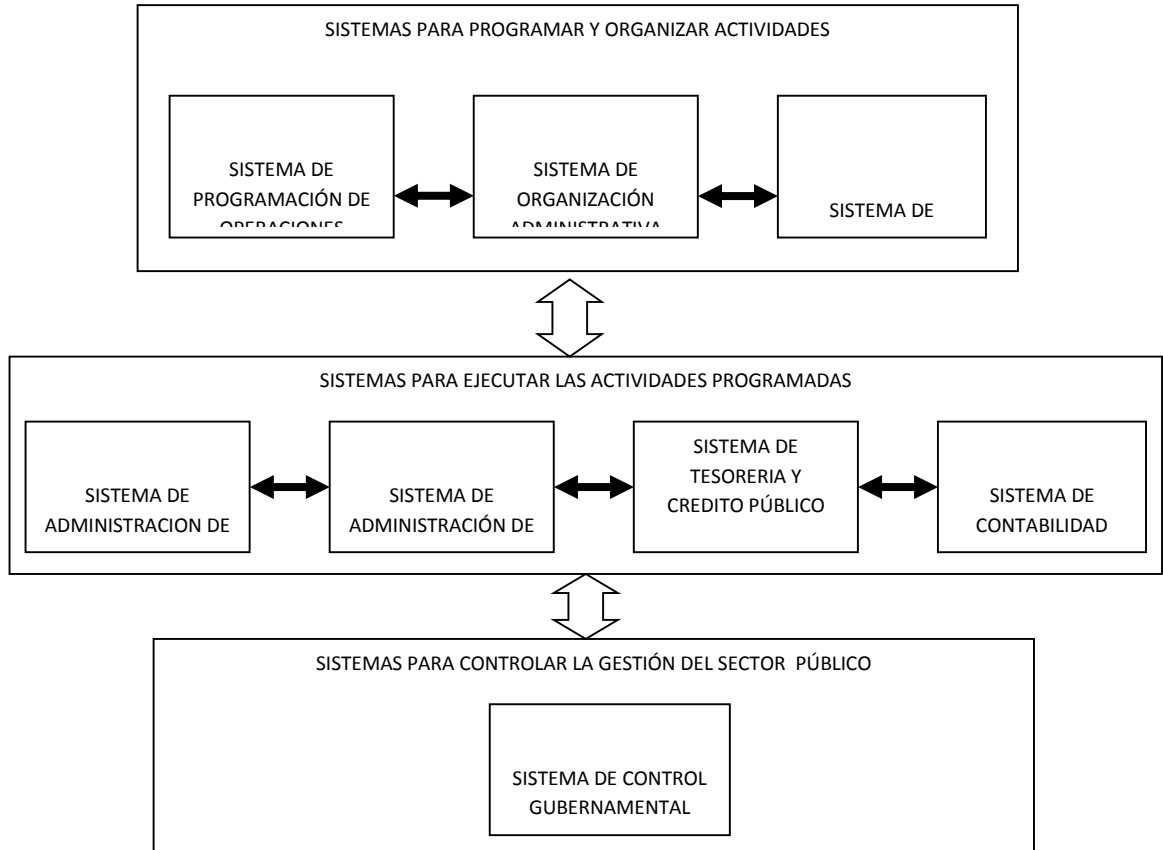 SISTEMAS PARA PROGRAMAR Y ORGANIZAR ACTIVIDADES
SISTEMA DE
PROGRAMACIÓN DE
OPERACIONES
SISTEMA DE
ORGANIZACIÓN
ADMINISTRATIVA
SISTEMA DE
SISTEMAS PARA EJECUTAR LAS ACTIVIDADES PROGRAMADAS
SISTEMA DE
ADMINISTRACION DE
SISTEMA DE
ADMINISTRACIÓN DE
SISTEMA DE
TESORERIA Y
CREDITO PÚBLICO
SISTEMA DE
CONTABILIDAD
SISTEMAS PARA CONTROLAR LA GESTIÓN DEL SECTOR PÚBLICO
SISTEMA DE CONTROL
GUBERNAMENTAL